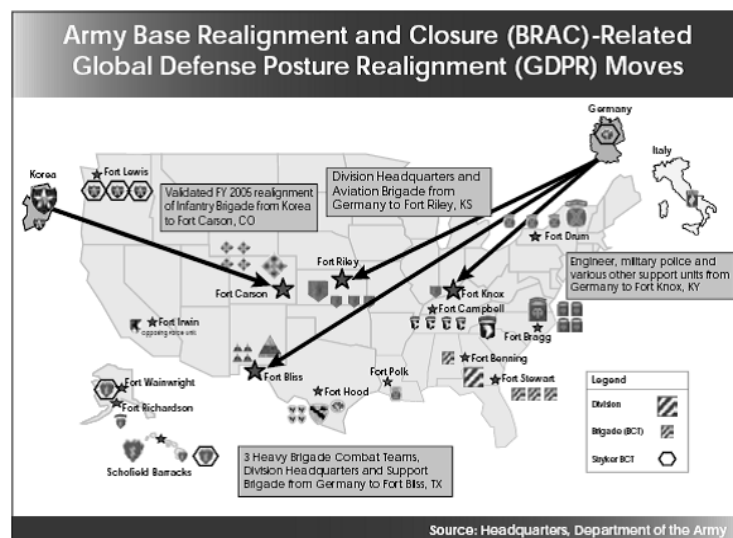 Army Base Realignment and Closure (BRAC)-Related
Global Defense Posture Realignment (GDPR) Moves
Germany
Italy
Korea
Fort Lewis
Validated FY 2005 realignment
of Infantry Brigade from Korea
to Fort Carson, CO
Division Headquarters and
Aviation Brigade from
Germany to Fort Riley, KS
Fort Drum
Engineer, military police and
various other support units from
Germany to Fort Knox, KY
Fort Riley
Fort Carson
Fort Knox
Fort Campbell
Fort Irwin
opposing force unit
Fort Bragg
Fort Benning
Fort Bliss
Fort Polk
Fort Stewart
Fort Hood
Fort Wainwright
Fort Richardson
Schofield Barracks
3 Heavy Brigade Combat Teams,
Division Headquarters and Support
Brigade from Germany to Fort Bliss, TX
Legend
Division
Brigade (BCT)
Stryker BCT
Source: Headquarters, Department of the Army